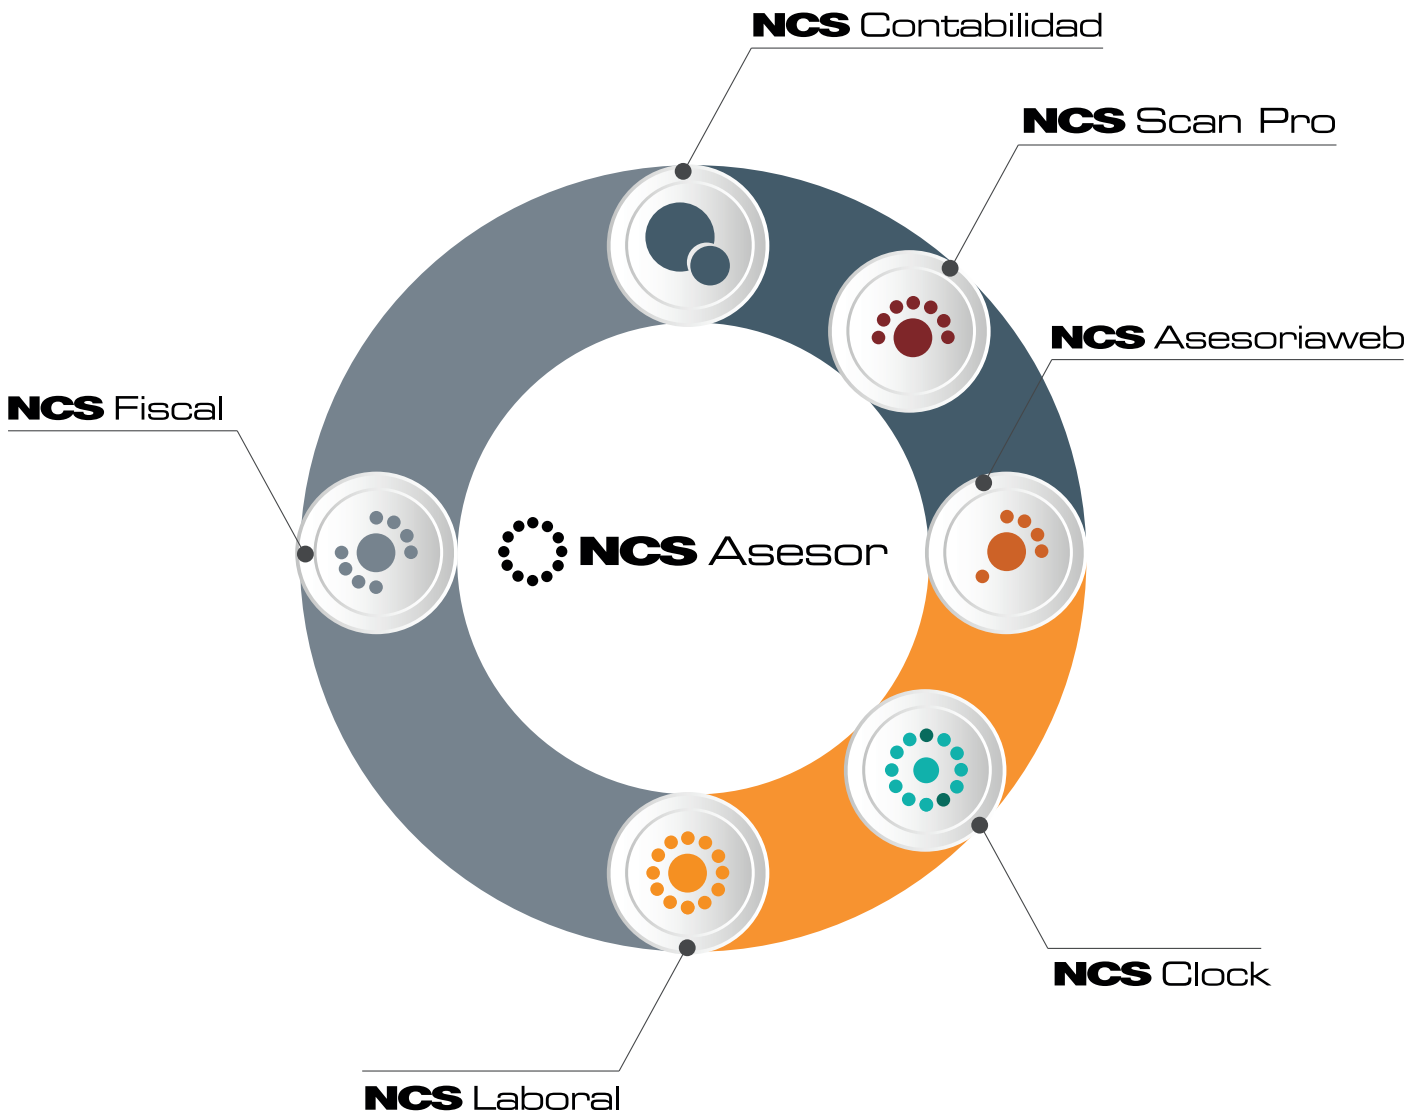 NCS Contabilidad
NCS Scan Pro
NCS Asesoriaweb
NCS Fiscal
NCS Asesor
NCS Clock
NCS Laboral